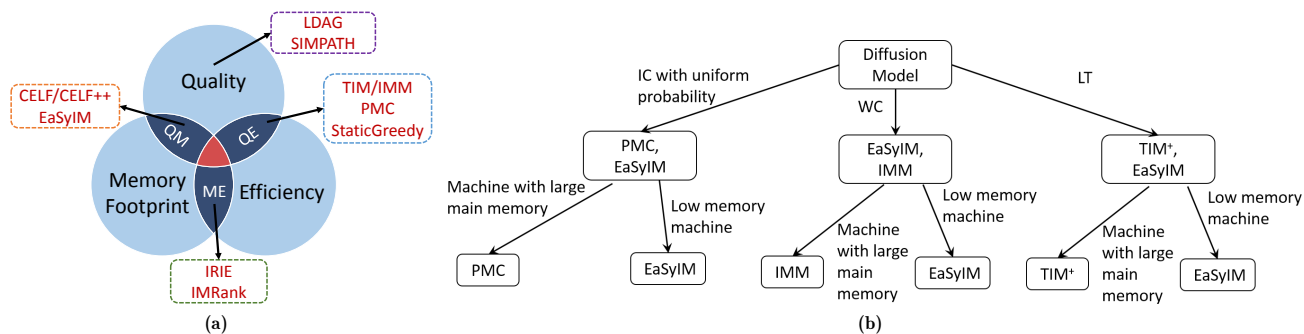 LDAG
SIMPATH
Quality
CELF/CELF++
EaSyIM
TIM/IMM
PMC
StaticGreedy
QM
QE
Memory
Footprint
ME
Efficiency
IRIE
IMRank
(a)
Diffusion
Model
IC with uniform
probability
WC
LT
PMC,
EaSyIM
EaSyIM,
IMM
TIM⁺,
EaSyIM
Machine with large
main memory
Low memory
machine
Machine
with large
main
memory
Low memory
machine
Machine
with large
main
memory
Low memory
machine
PMC
EaSyIM
IMM
EaSyIM
TIM⁺
EaSyIM
(b)